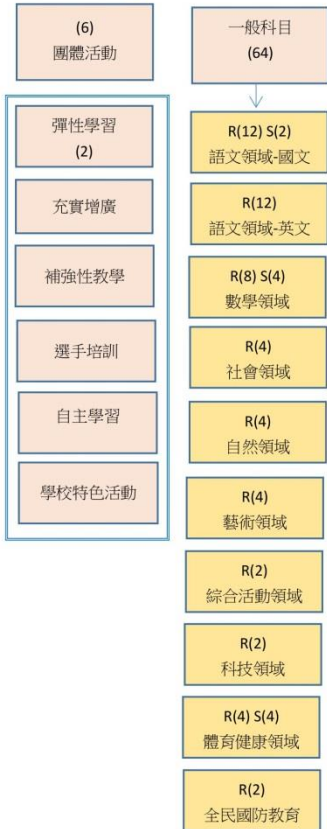 (6)
團體活動
彈性學習
(2)
充實增廣
補強性教學
選手培訓
自主學習
學校特色活動
一般科目
(64)
R(12) S(2)
語文領域-國文
R(12)
語文領域-英文
R(8) S(4)
數學領域
R(4)
社會領域
R(4)
自然領域
R(4)
藝術領域
R(2)
綜合活動領域
R(2)
科技領域
R(4) S(4)
體育健康領域
R(2)
全民國防教育